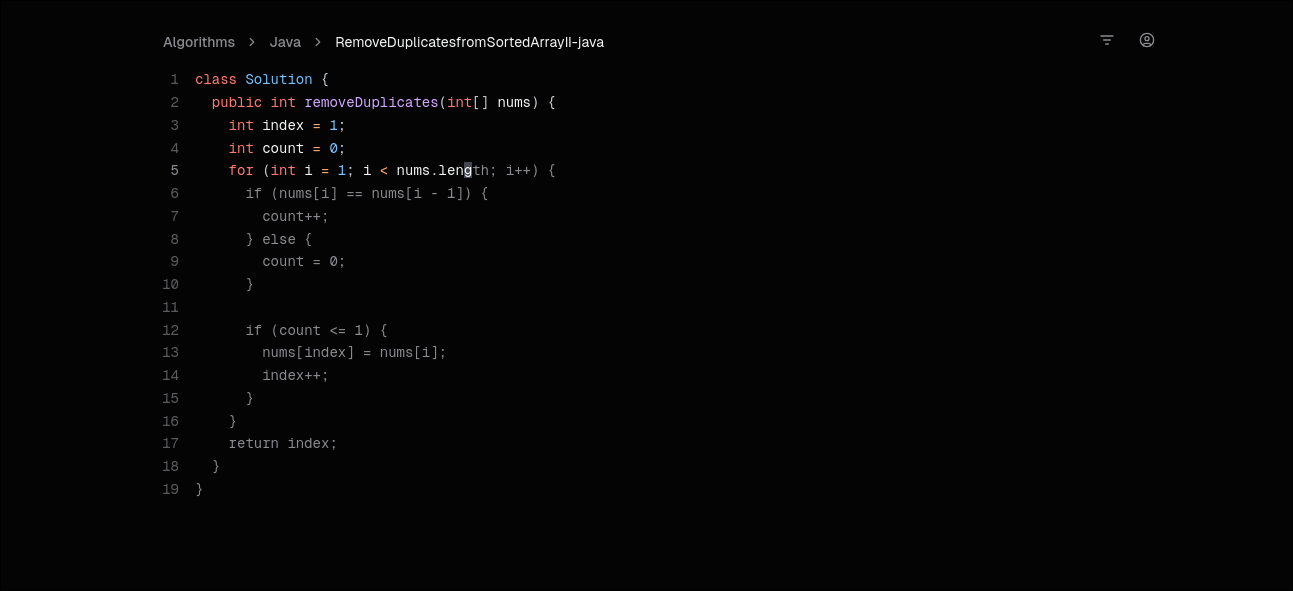 Algorithms > Java > RemoveDuplicatesfromSortedArrayII-java
1 class Solution {
2   public int removeDuplicates(int[] nums) {
3     int index = 1;
4     int count = 0;
5     for (int i = 1; i < nums.length; i++) {
6       if (nums[i] == nums[i - 1]) {
7         count++;
8       } else {
9         count = 0;
10       }
11
12       if (count <= 1) {
13         nums[index] = nums[i];
14         index++;
15       }
16     }
17     return index;
18   }
19 }